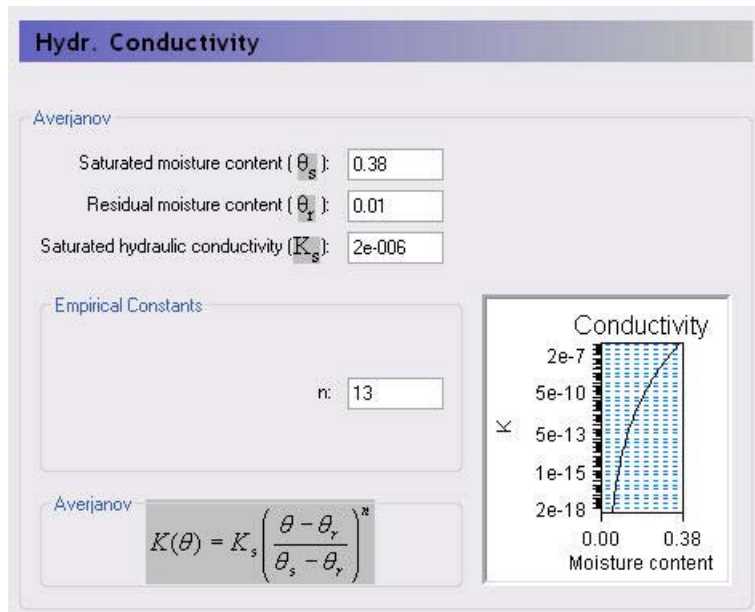 Hydr. Conductivity
Averjanov
Saturated moisture content ( θs ): 0.38
Residual moisture content ( θr ): 0.01
Saturated hydraulic conductivity (Ks): 2e-006
Empirical Constants
n: 13
Averjanov
K(θ) = Ks((θ − θr)/(θs − θr))^n
Conductivity
2e-7
5e-10
K
5e-13
1e-15
2e-18
0.00 0.38
Moisture content